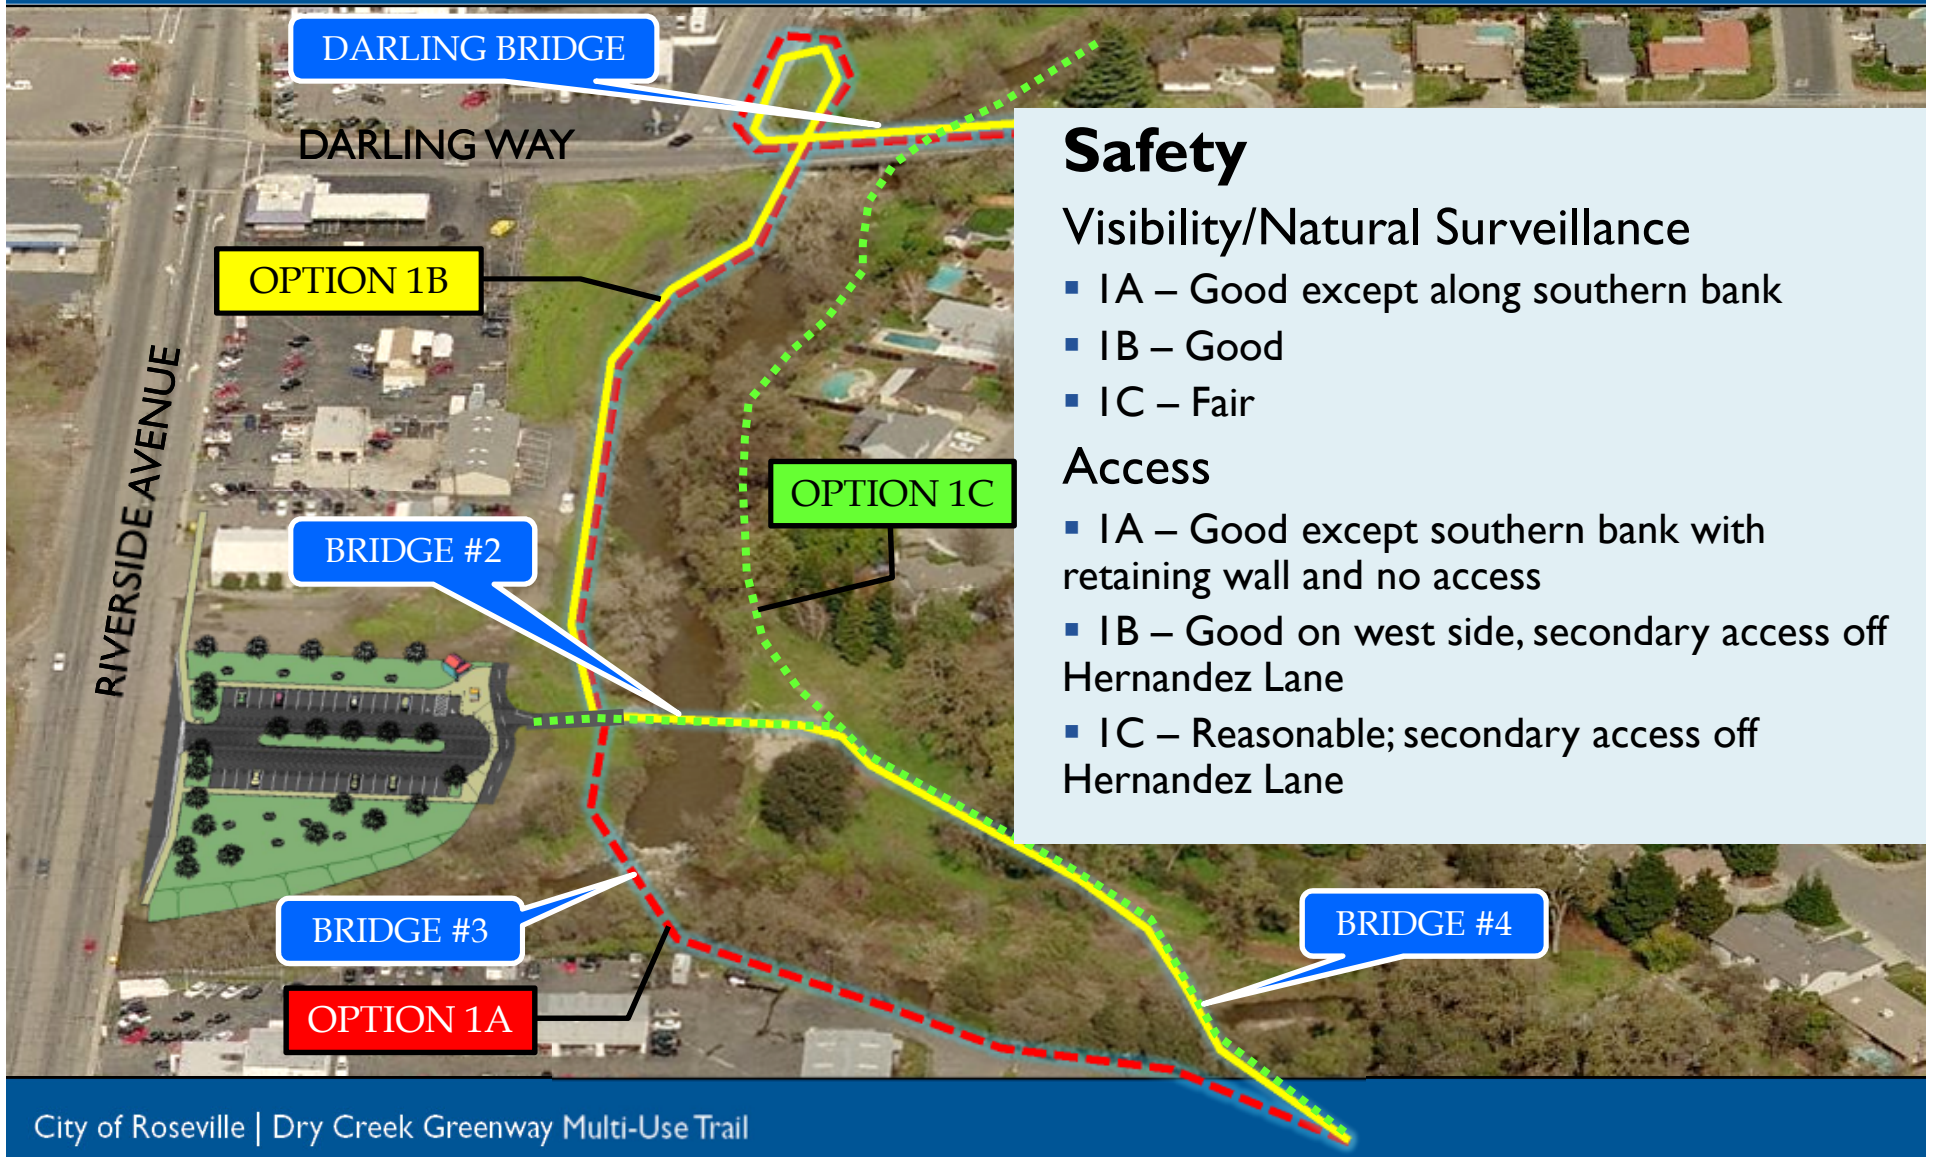 DARLING BRIDGE
DARLING WAY
OPTION 1B
RIVERSIDE AVENUE
OPTION 1C
BRIDGE #2
BRIDGE #3
BRIDGE #4
OPTION 1A
Safety
Visibility/Natural Surveillance
▪ 1A – Good except along southern bank
▪ 1B – Good
▪ 1C – Fair
Access
▪ 1A – Good except southern bank with
retaining wall and no access
▪ 1B – Good on west side, secondary access off
Hernandez Lane
▪ 1C – Reasonable; secondary access off
Hernandez Lane
City of Roseville | Dry Creek Greenway Multi-Use Trail